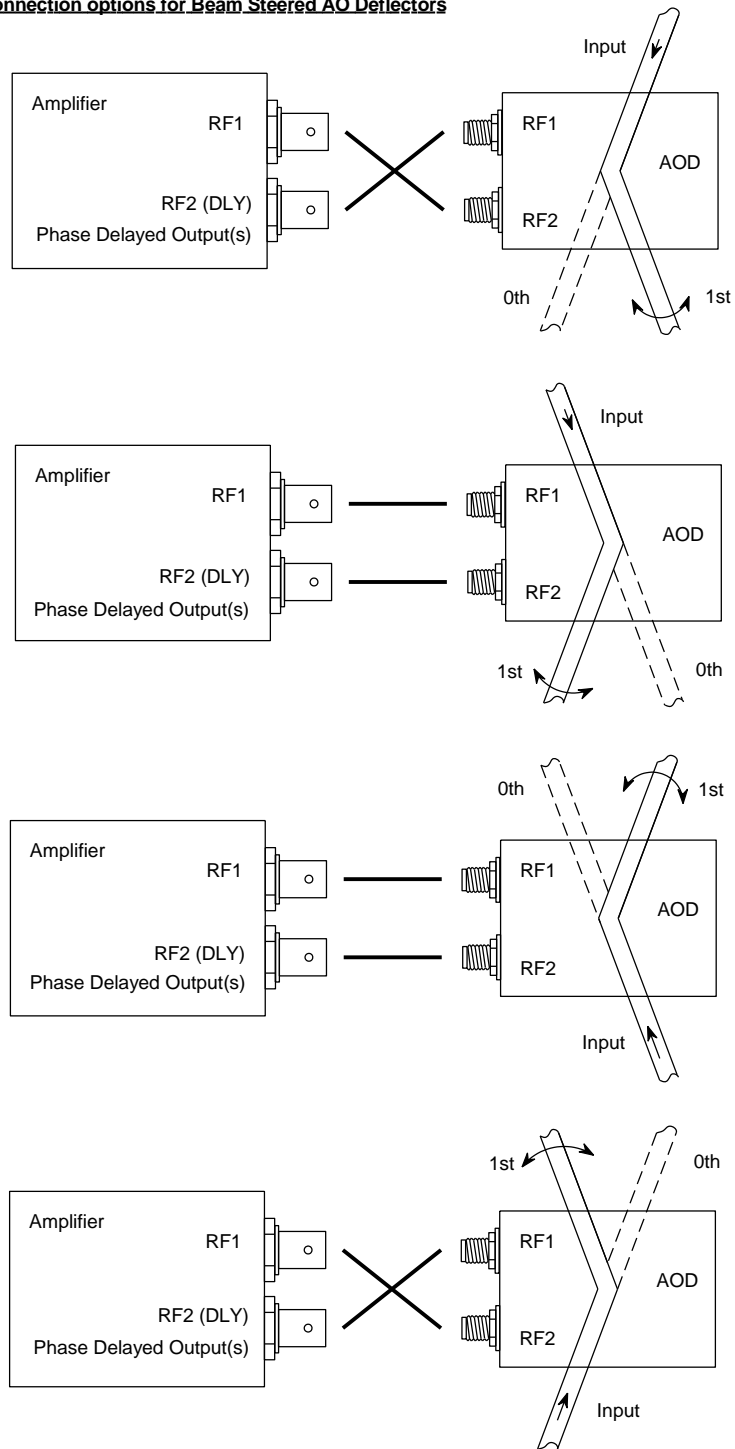 onnection options for Beam Steered AO Deflectors
Input
Amplifier
RF1
RF1
AOD
RF2 (DLY)
RF2
Phase Delayed Output(s)
0th
1st
Input
Amplifier
RF1
RF1
AOD
RF2 (DLY)
RF2
Phase Delayed Output(s)
1st
0th
0th
1st
Amplifier
RF1
RF1
AOD
RF2 (DLY)
RF2
Phase Delayed Output(s)
Input
1st
0th
Amplifier
RF1
RF1
AOD
RF2 (DLY)
RF2
Phase Delayed Output(s)
Input